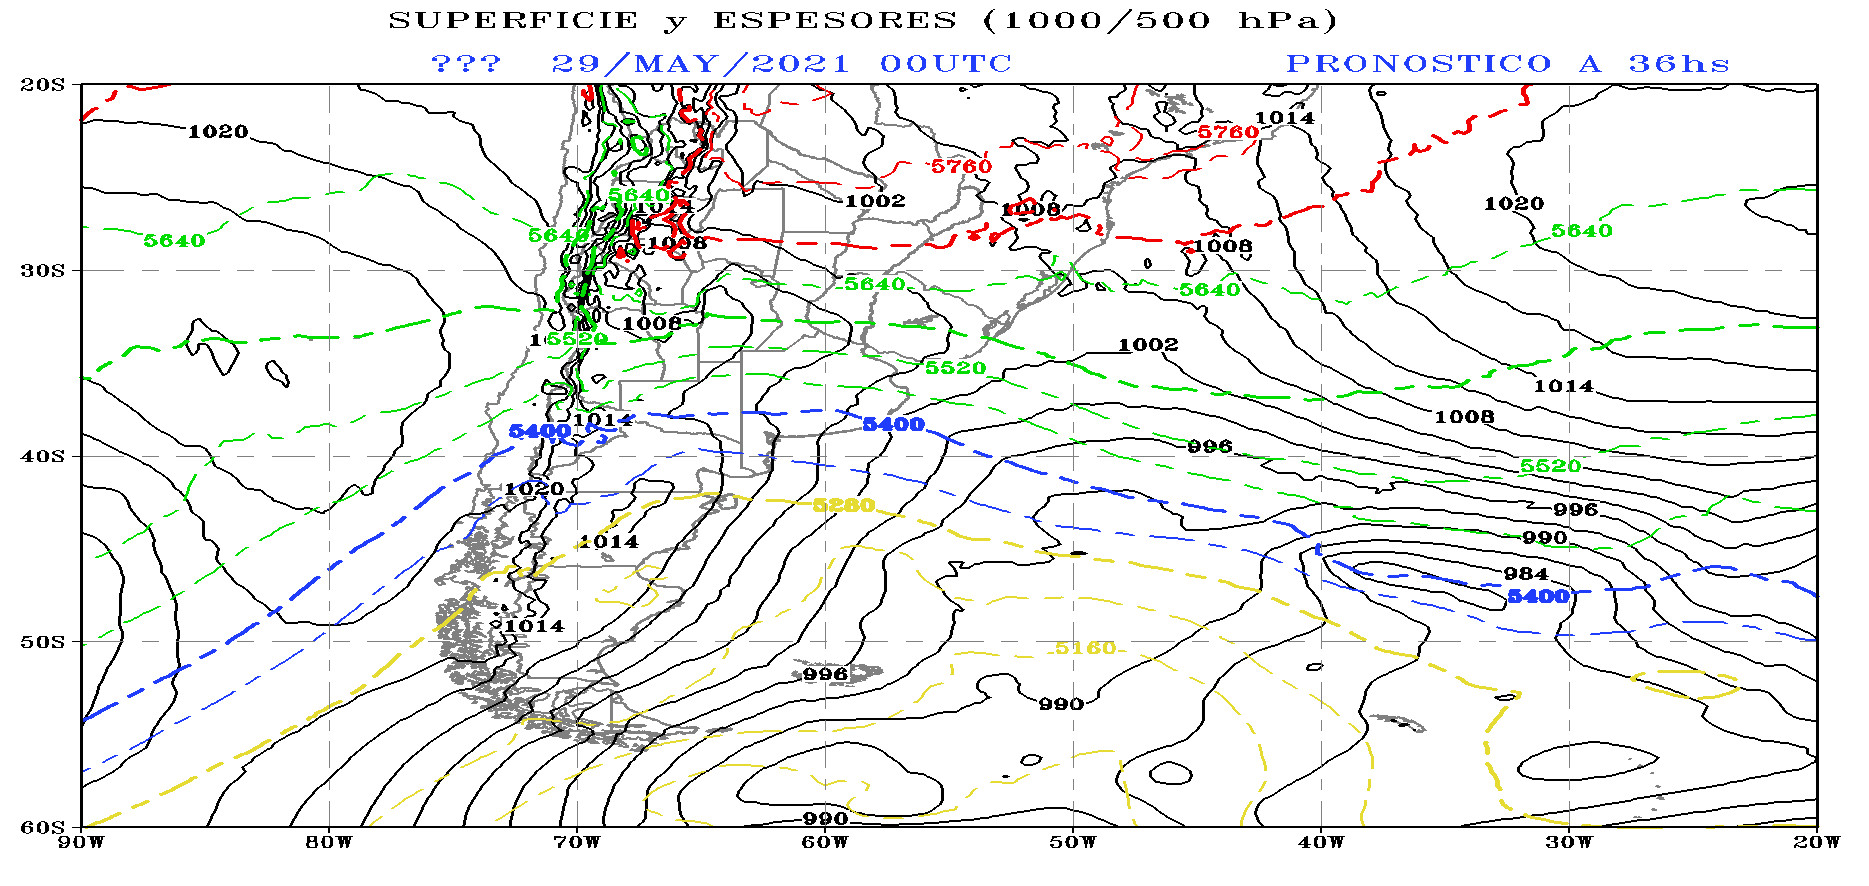 SUPERFICIE y ESPESORES (1000/500 hPa)
??? 29/MAY/2021 00UTC PRONOSTICO A 36hs
20S
1014
1020 5760
5760
5640
1002 1020
1014 1008
5640 5640 5640
1008 1008
30S
5640 5640
1008
5520 1002
5520
1014
1014 1008
5400 5400
996
40S 5520
1020
5280 996
1014 990
984
5400
1014
50S 5160
996
990
990
60S
90W 80W 70W 60W 50W 40W 30W 20W